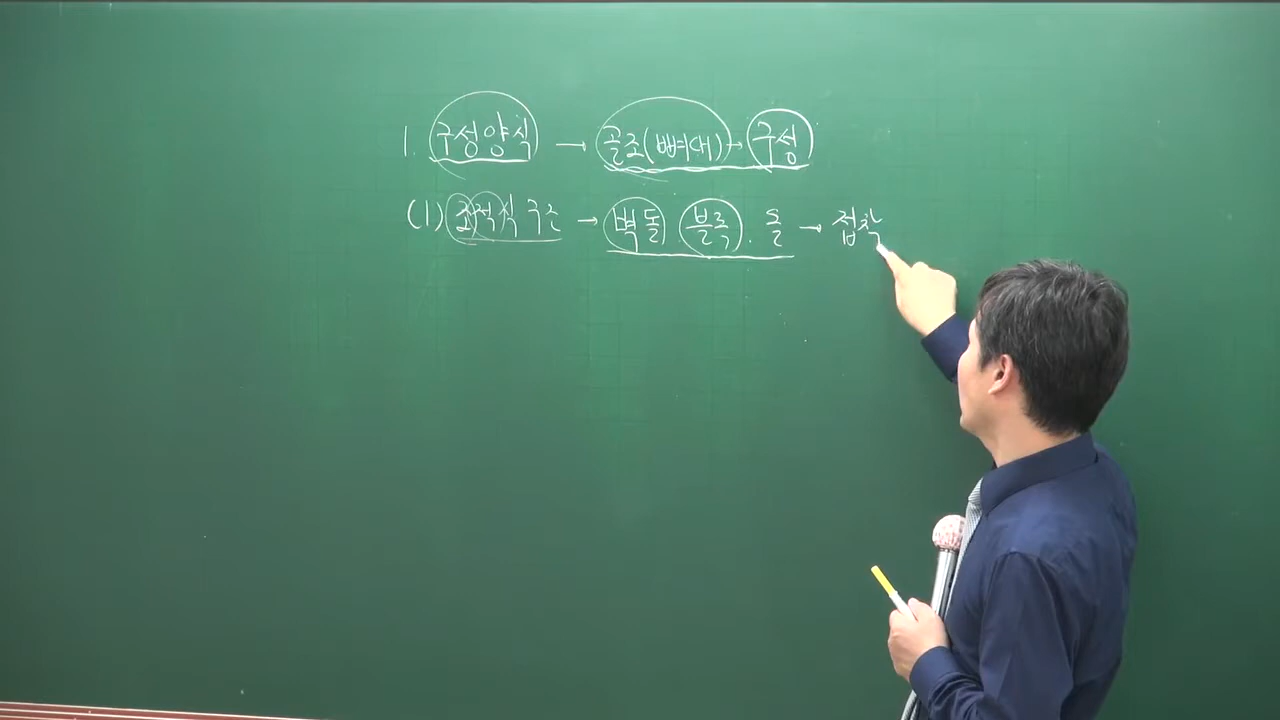 1. 구성양식 → 골조(뼈대) → 구성
(1) 조적식 구조 → 벽돌. 블록. 돌 → 접착